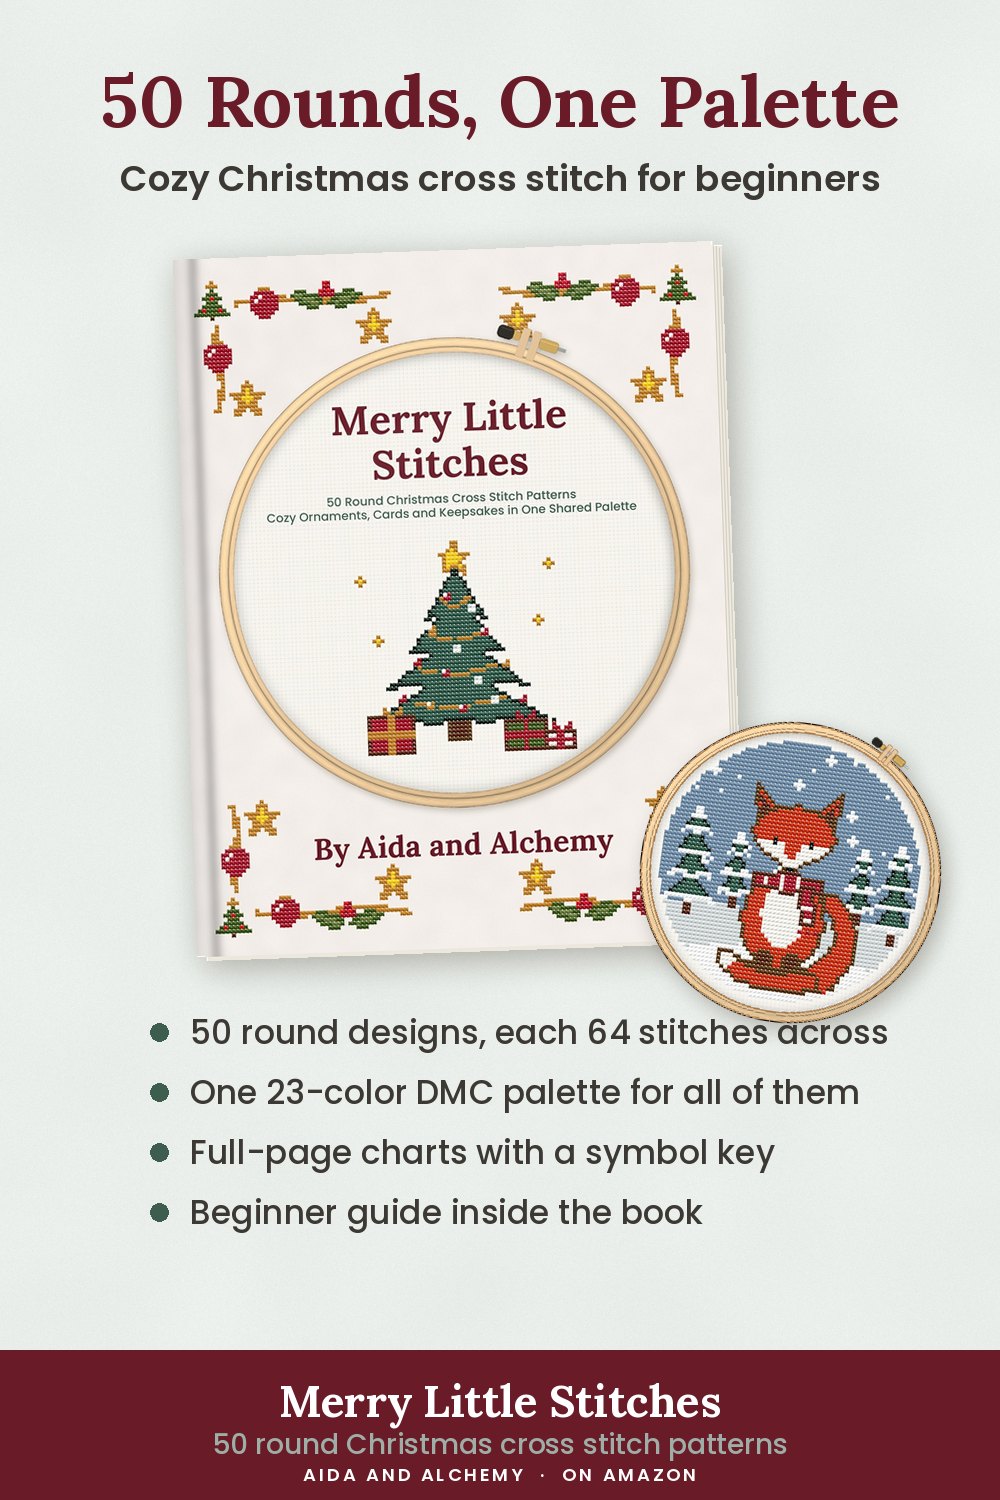 50 Rounds, One Palette
Cozy Christmas cross stitch for beginners
Merry Little
Stitches
50 Round Christmas Cross Stitch Patterns
Cozy Ornaments, Cards and Keepsakes in One Shared Palette
By Aida and Alchemy
50 round designs, each 64 stitches across
One 23-color DMC palette for all of them
Full-page charts with a symbol key
Beginner guide inside the book
Merry Little Stitches
50 round Christmas cross stitch patterns
AIDA AND ALCHEMY · ON AMAZON